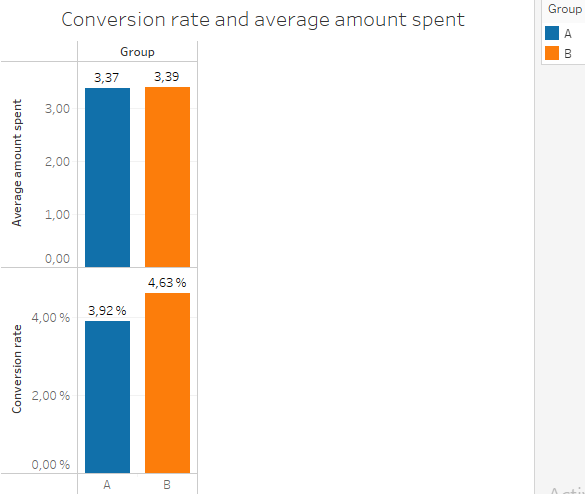 Conversion rate and average amount spent
Group
A
B
Group
3,37
3,39
Average amount spent
3,00
2,00
1,00
0,00
4,63 %
3,92 %
Conversion rate
4,00 %
2,00 %
0,00 %
A
B